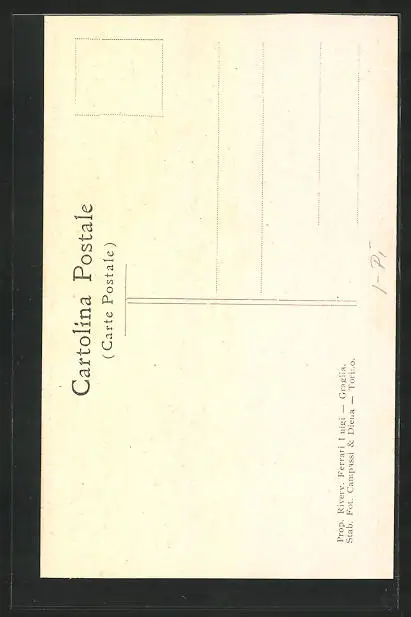 Cartolina Postale
(Carte Postale)
Prop. Riserv. Ferrari Luigi — Graglia.
Stab. Fot. Campassi & Diena — Torino.